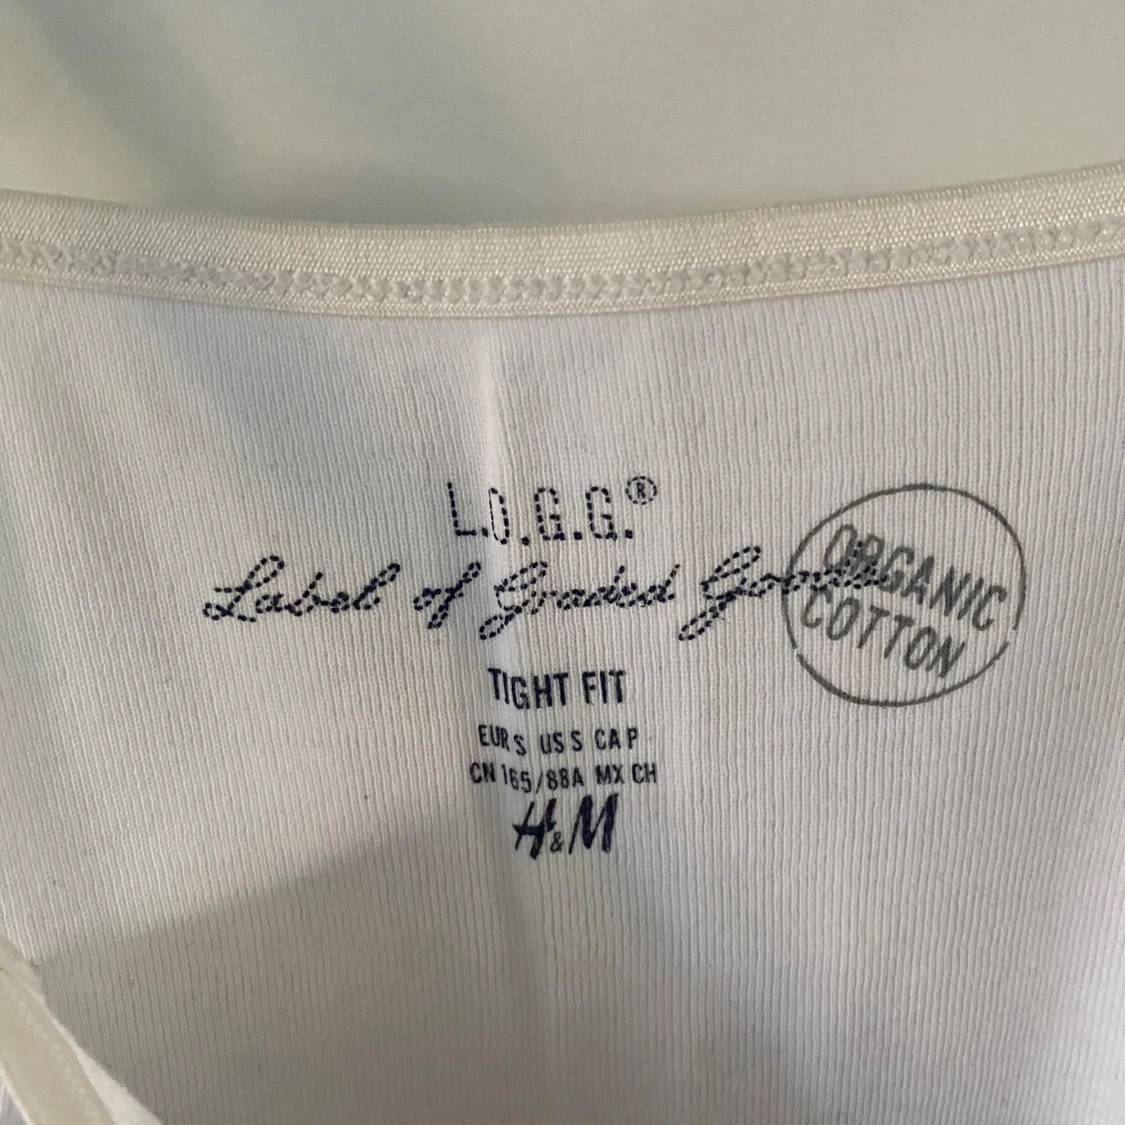 L.O.G.G.®
Label of Graded Goods
ORGANIC
COTTON
TIGHT FIT
EUR S US S CA P
CN 165/88A MX CH
H&M